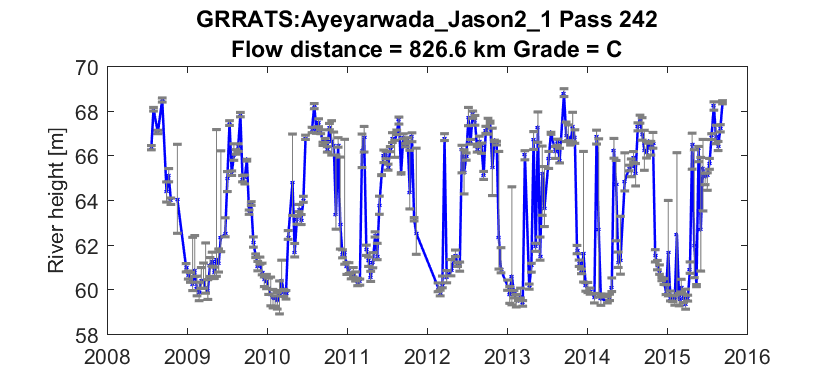 GRRATS:Ayeyarwada_Jason2_1 Pass 242
Flow distance = 826.6 km Grade = C
River height [m]
70
68
66
64
62
60
58
2008 2009 2010 2011 2012 2013 2014 2015 2016